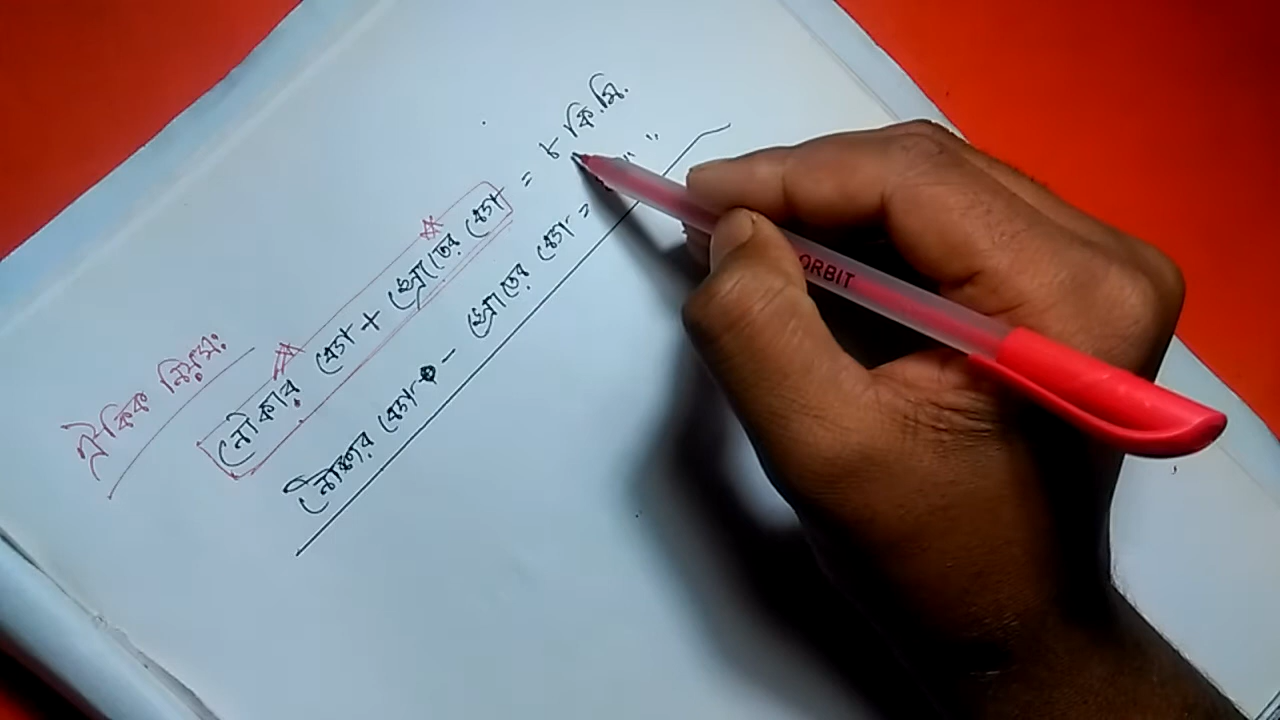 ঐকিক নিয়মঃ
নৌকার বেগ + স্রোতের বেগ = ৮ কি.মি.
নৌকার বেগ - স্রোতের বেগ = " "
ORBIT